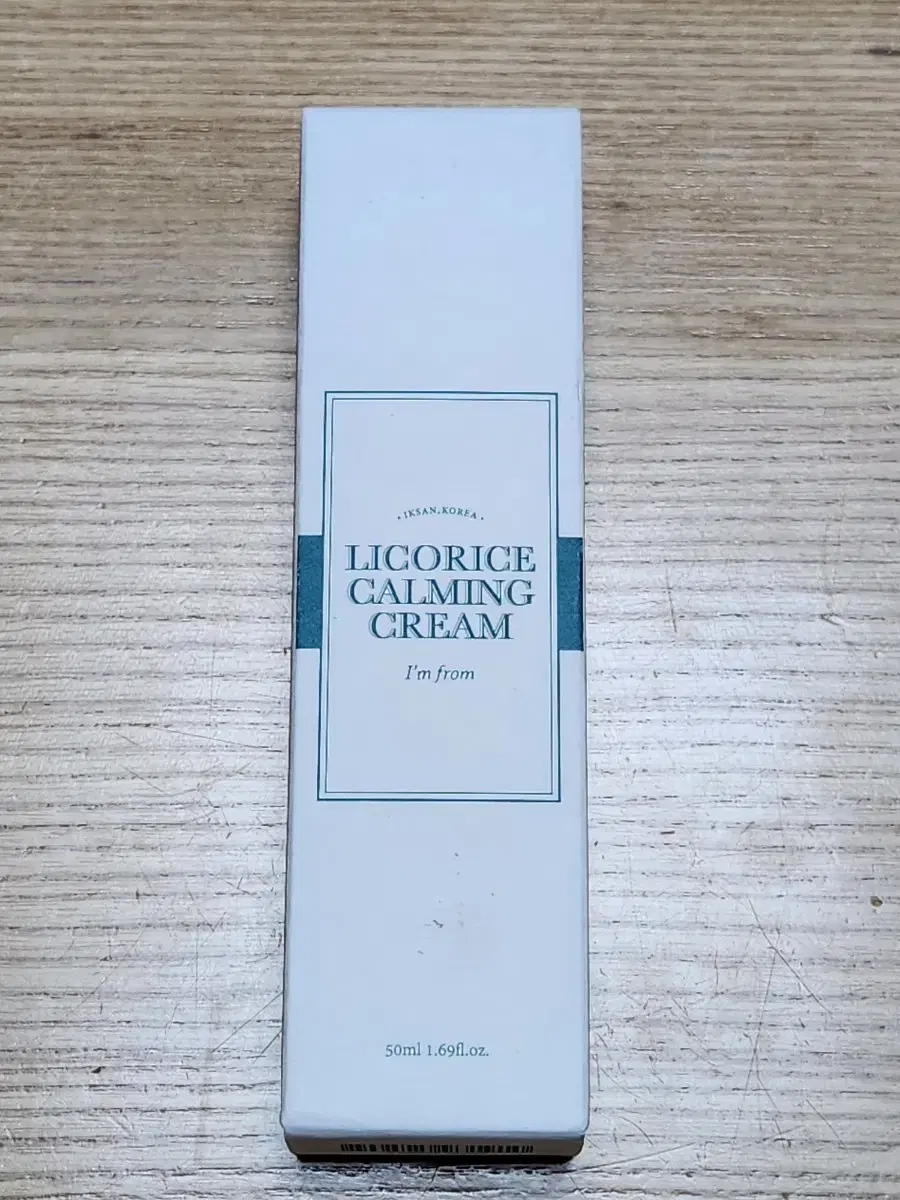 • IKSAN, KOREA •
LICORICE
CALMING
CREAM
I'm from
50ml 1.69fl.oz.